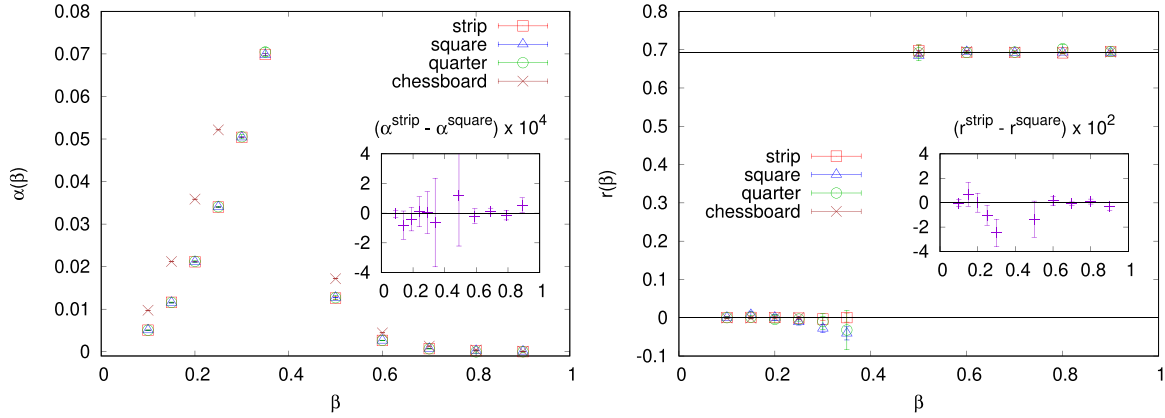 0.08
0.07
0.06
0.05
0.04
0.03
0.02
0.01
0
α(β)
0 0.2 0.4 0.6 0.8 1
β
strip
square
quarter
chessboard
(α^strip - α^square) x 10^4
4
2
0
-2
-4
0 0.2 0.4 0.6 0.8 1
0.8
0.7
0.6
0.5
0.4
0.3
0.2
0.1
0
-0.1
r(β)
0 0.2 0.4 0.6 0.8 1
β
strip
square
quarter
chessboard
(r^strip - r^square) x 10^2
4
2
0
-2
-4
0 0.2 0.4 0.6 0.8 1